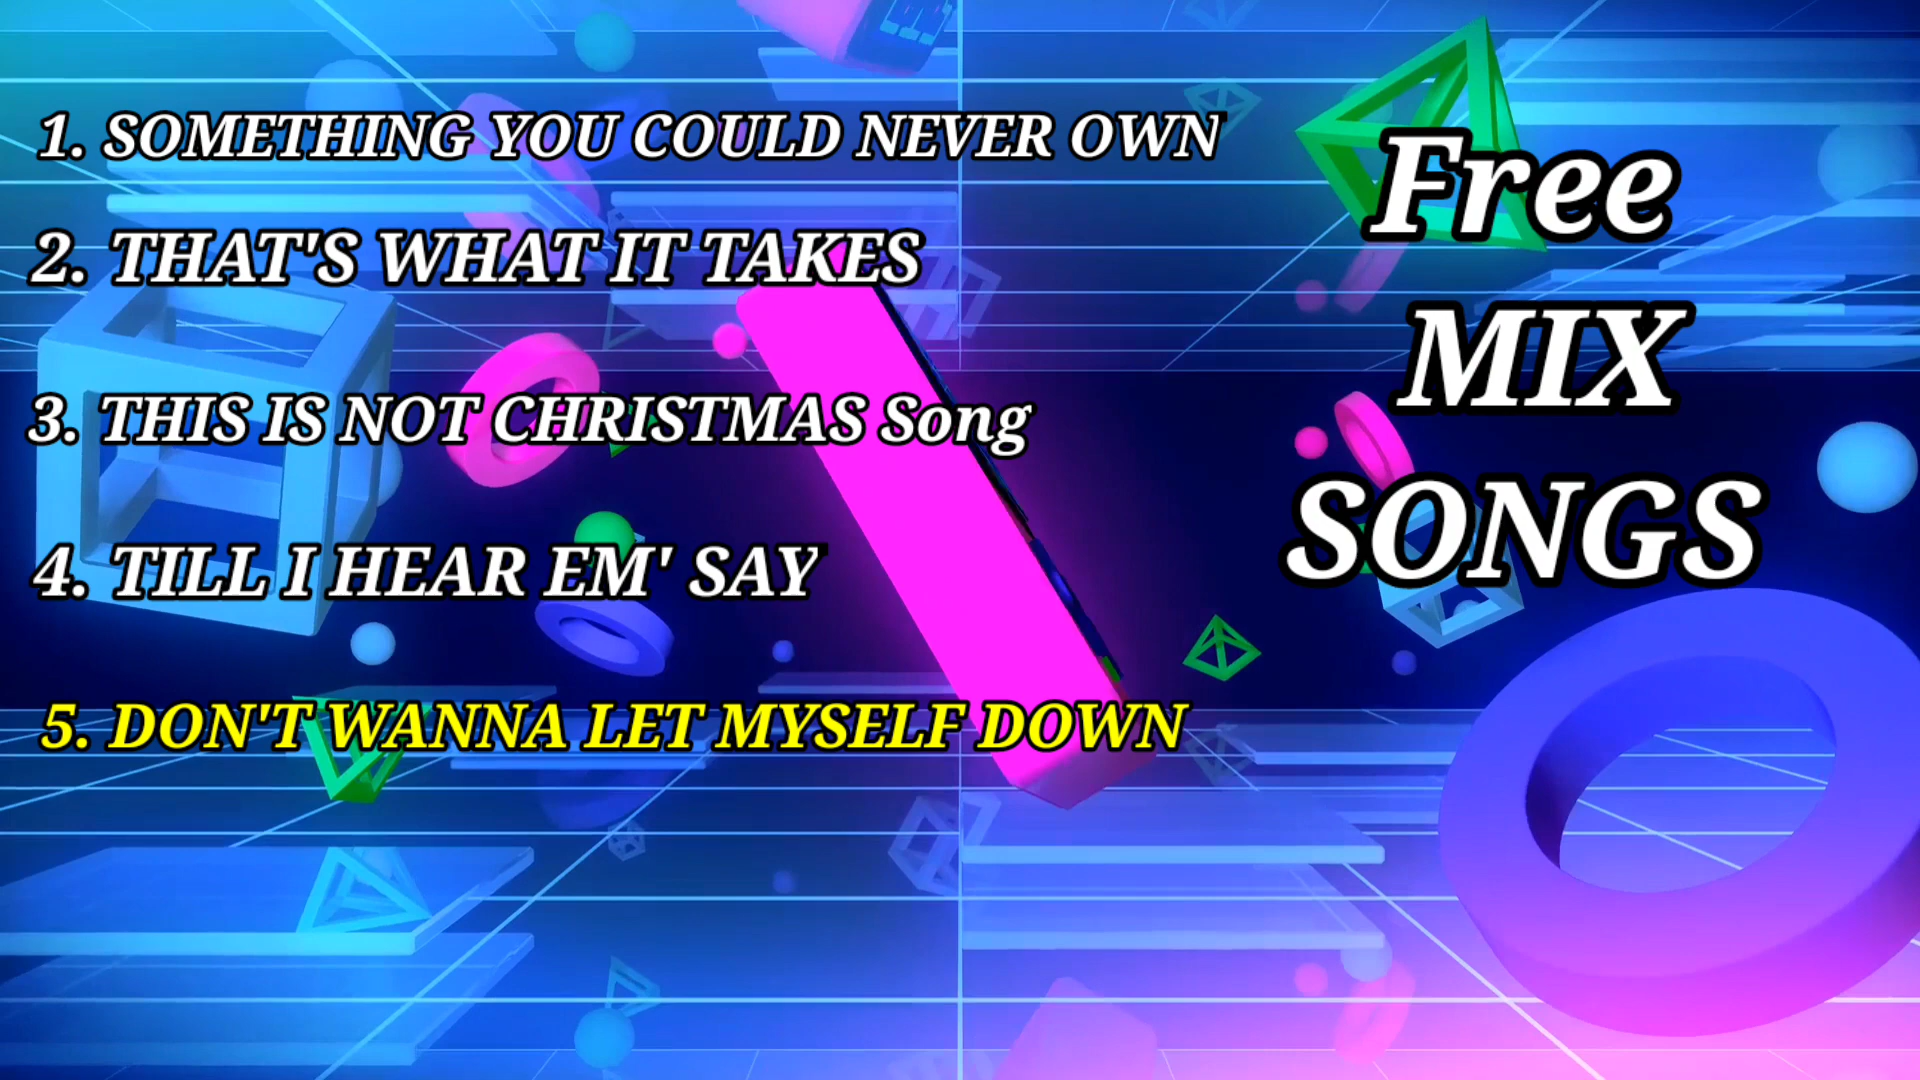 1. SOMETHING YOU COULD NEVER OWN
2. THAT'S WHAT IT TAKES
3. THIS IS NOT CHRISTMAS Song
4. TILL I HEAR EM' SAY
5. DON'T WANNA LET MYSELF DOWN
Free
MIX
SONGS